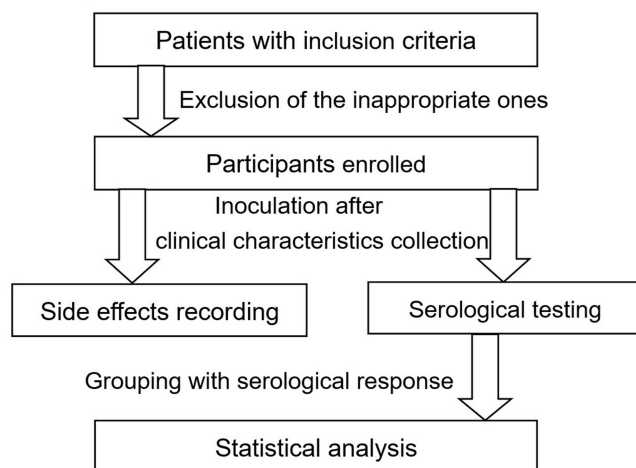 Patients with inclusion criteria
Exclusion of the inappropriate ones
Participants enrolled
Inoculation after
clinical characteristics collection
Side effects recording
Serological testing
Grouping with serological response
Statistical analysis